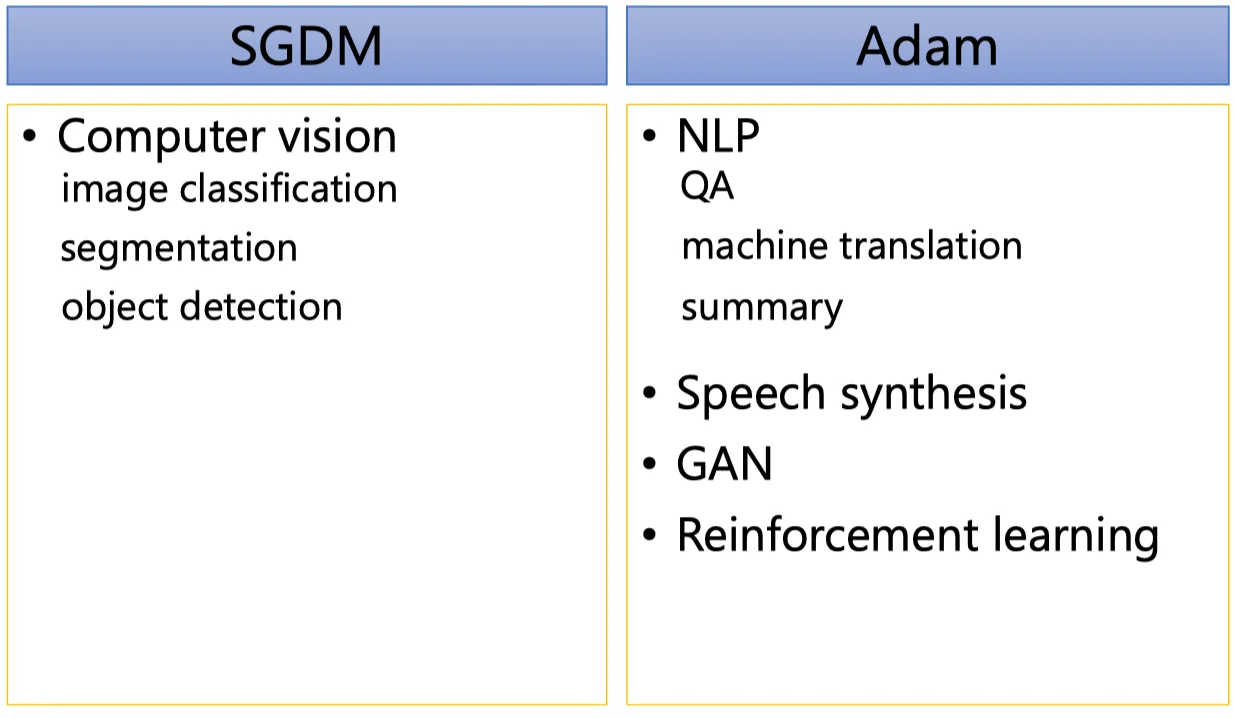 SGDM
• Computer vision
image classification
segmentation
object detection
Adam
• NLP
QA
machine translation
summary
• Speech synthesis
• GAN
• Reinforcement learning